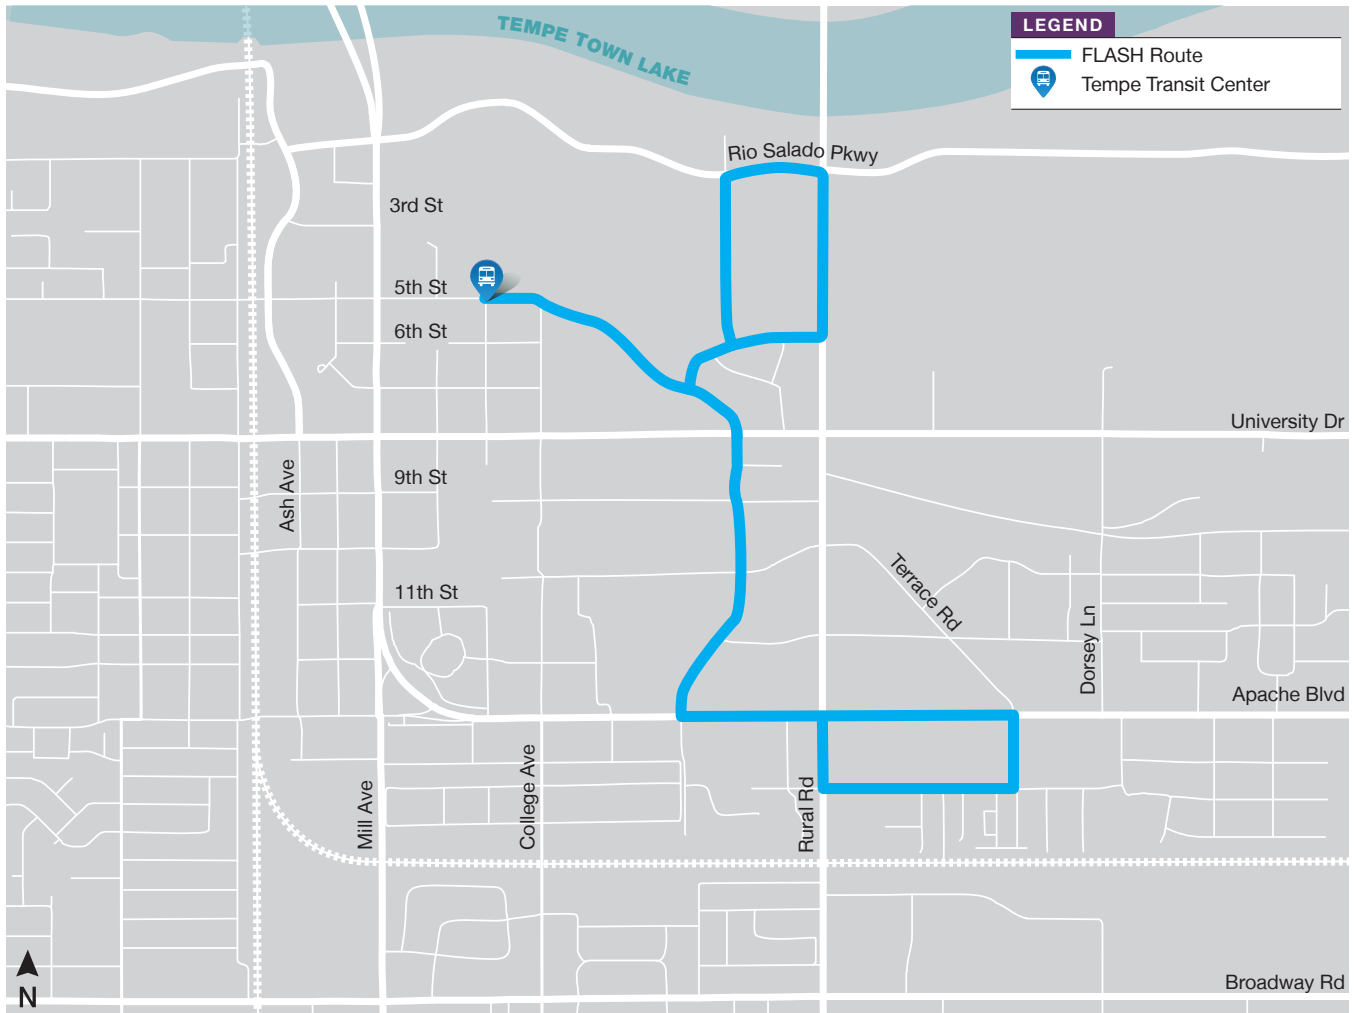 TEMPE TOWN LAKE
LEGEND
FLASH Route
Tempe Transit Center
Rio Salado Pkwy
3rd St
5th St
6th St
University Dr
Ash Ave
9th St
Terrace Rd
11th St
Dorsey Ln
Apache Blvd
Mill Ave
College Ave
Rural Rd
Broadway Rd
N